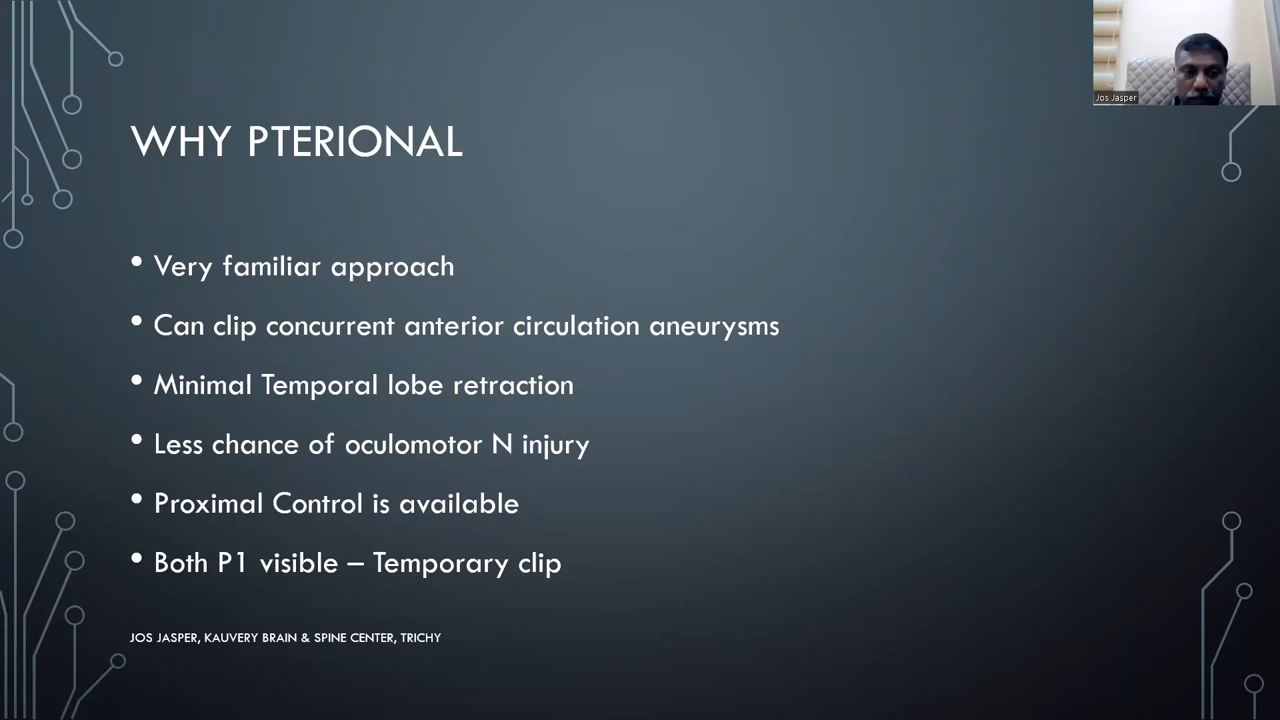 Jos Jasper
WHY PTERIONAL
• Very familiar approach
• Can clip concurrent anterior circulation aneurysms
• Minimal Temporal lobe retraction
• Less chance of oculomotor N injury
• Proximal Control is available
• Both P1 visible – Temporary clip
JOS JASPER, KAUVERY BRAIN & SPINE CENTER, TRICHY